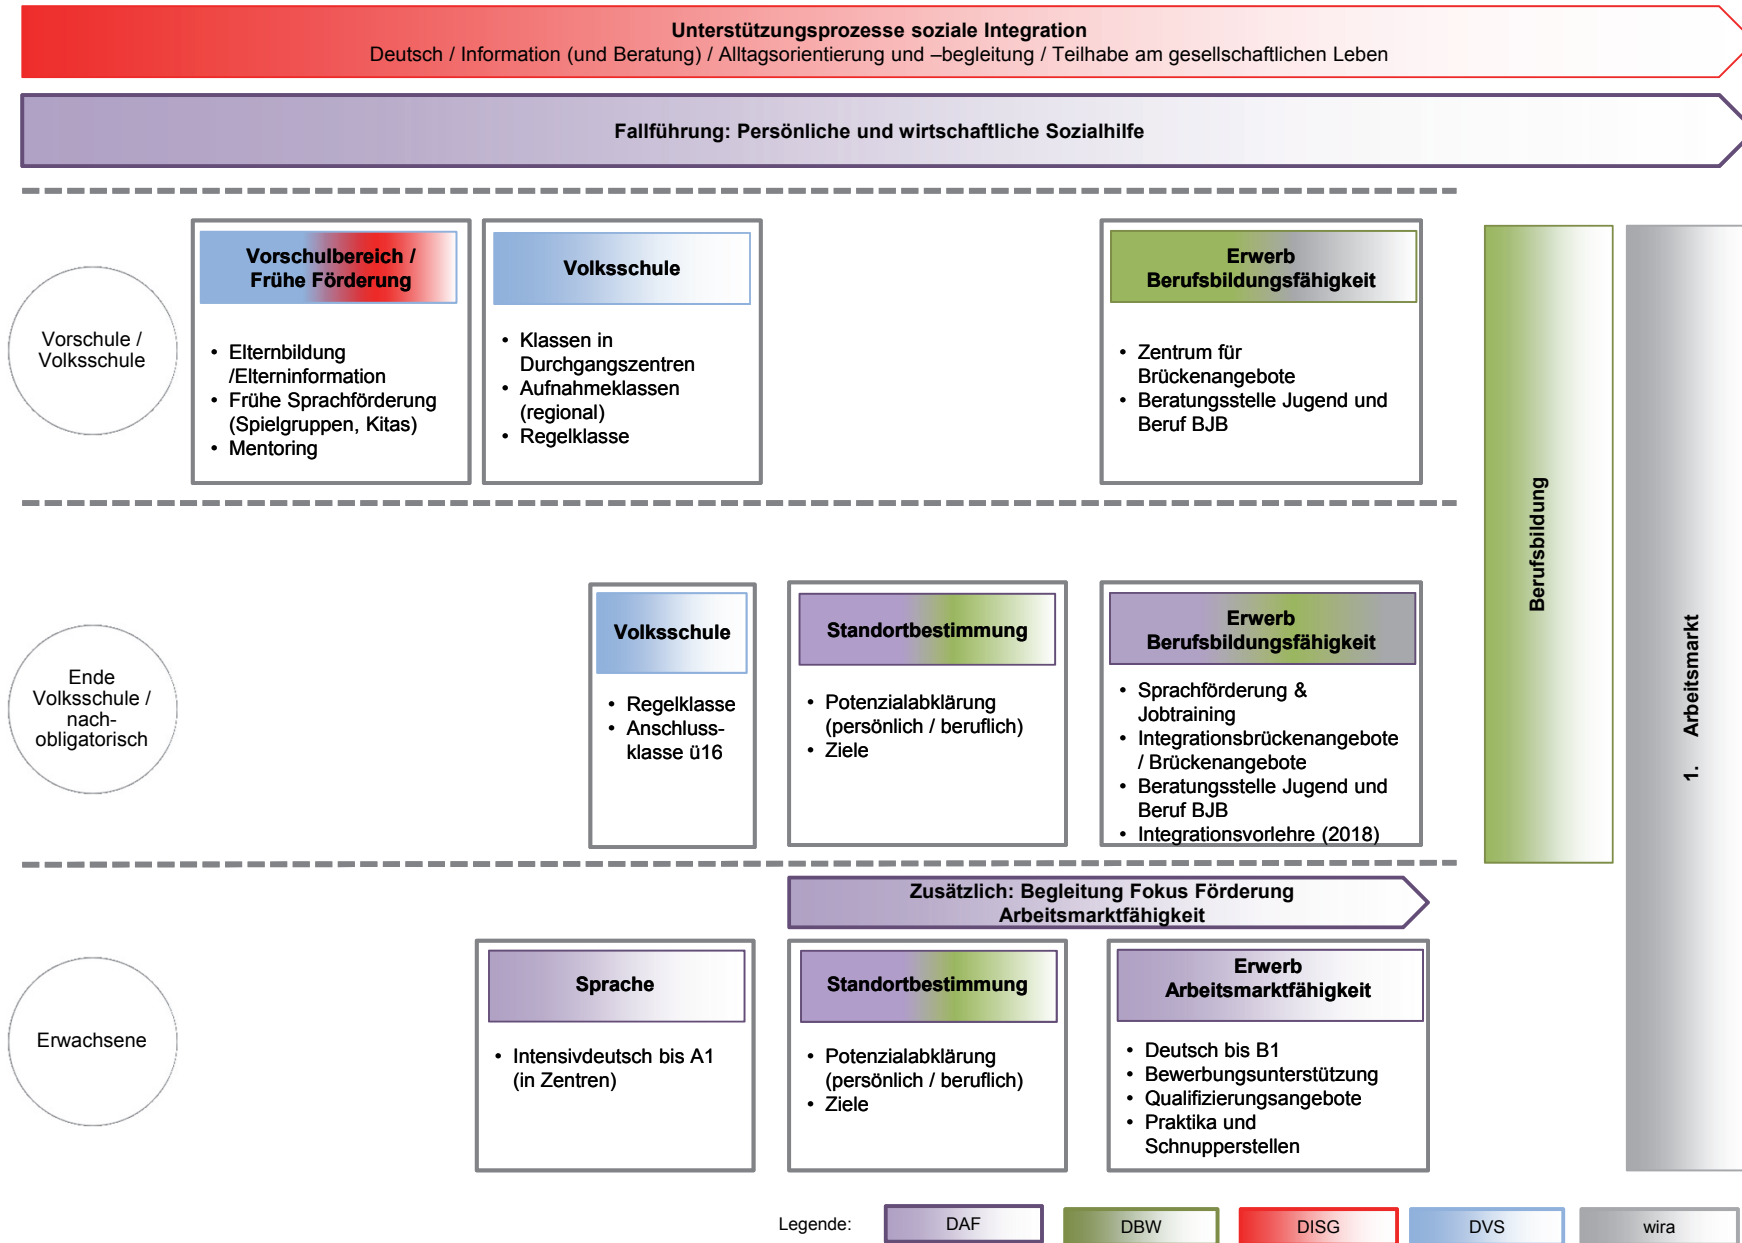 Unterstützungsprozesse soziale Integration
Deutsch / Information (und Beratung) / Alltagsorientierung und –begleitung / Teilhabe am gesellschaftlichen Leben
Fallführung: Persönliche und wirtschaftliche Sozialhilfe
Vorschule /
Volksschule
Vorschulbereich /
Frühe Förderung
• Elternbildung
/Elterninformation
• Frühe Sprachförderung
(Spielgruppen, Kitas)
• Mentoring
Volksschule
• Klassen in
Durchgangszentren
• Aufnahmeklassen
(regional)
• Regelklasse
Erwerb
Berufsbildungsfähigkeit
• Zentrum für
Brückenangebote
• Beratungsstelle Jugend und
Beruf BJB
Berufsbildung
1. Arbeitsmarkt
Ende
Volksschule /
nach-
obligatorisch
Volksschule
• Regelklasse
• Anschluss-
klasse ü16
Standortbestimmung
• Potenzialabklärung
(persönlich / beruflich)
• Ziele
Erwerb
Berufsbildungsfähigkeit
• Sprachförderung &
Jobtraining
• Integrationsbrückenangebote
/ Brückenangebote
• Beratungsstelle Jugend und
Beruf BJB
• Integrationsvorlehre (2018)
Zusätzlich: Begleitung Fokus Förderung
Arbeitsmarktfähigkeit
Erwachsene
Sprache
• Intensivdeutsch bis A1
(in Zentren)
Standortbestimmung
• Potenzialabklärung
(persönlich / beruflich)
• Ziele
Erwerb
Arbeitsmarktfähigkeit
• Deutsch bis B1
• Bewerbungsunterstützung
• Qualifizierungsangebote
• Praktika und
Schnupperstellen
Legende:
DAF
DBW
DISG
DVS
wira